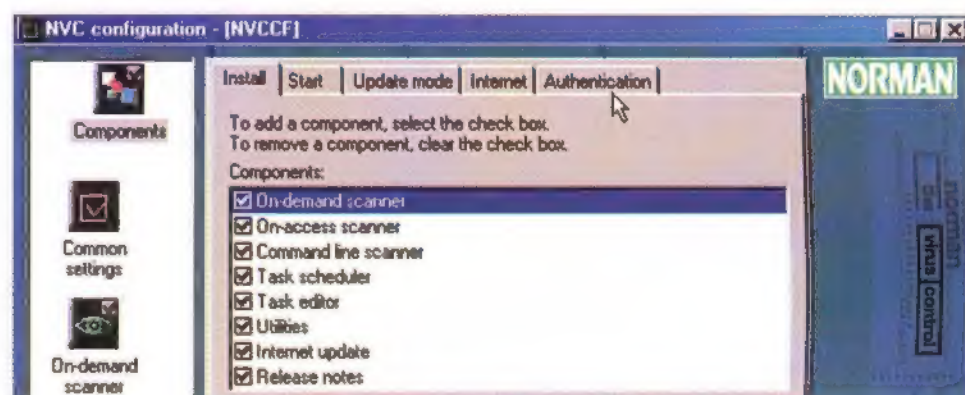 NVC configuration - [NVCCF]
Components
Common
settings
On-demand
scanner
Install Start Update mode Internet Authentication
To add a component, select the check box.
To remove a component, clear the check box.
Components:
On-demand scanner
On-access scanner
Command line scanner
Task scheduler
Task editor
Utilities
Internet update
Release notes
NORMAN
norman
virus control